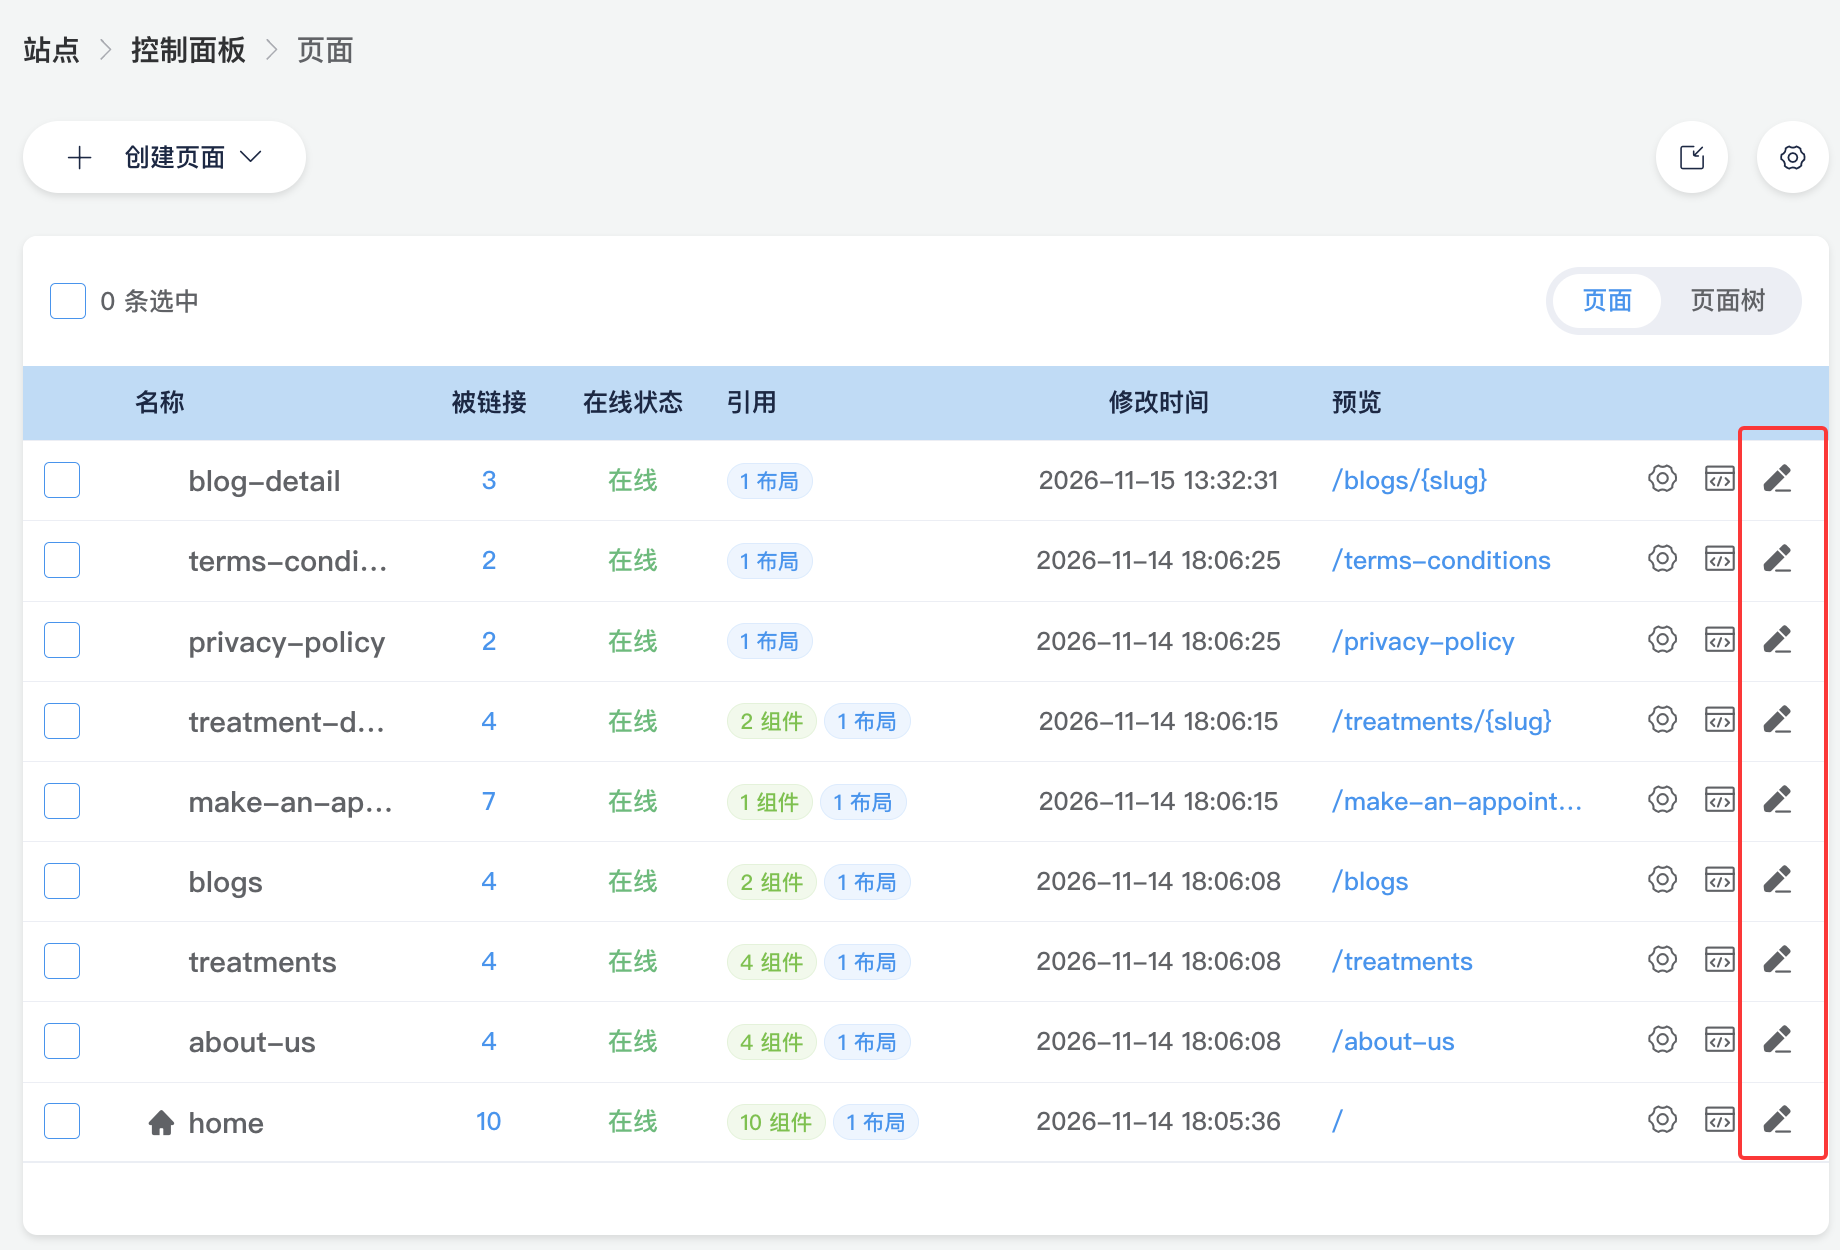 站点 > 控制面板 > 页面
创建页面
0 条选中
页面 页面树
名称 被链接 在线状态 引用 修改时间 预览
blog-detail 3 在线 1 布局 2026-11-15 13:32:31 /blogs/{slug}
terms-condi... 2 在线 1 布局 2026-11-14 18:06:25 /terms-conditions
privacy-policy 2 在线 1 布局 2026-11-14 18:06:25 /privacy-policy
treatment-d... 4 在线 2 组件 1 布局 2026-11-14 18:06:15 /treatments/{slug}
make-an-ap... 7 在线 1 组件 1 布局 2026-11-14 18:06:15 /make-an-appoint...
blogs 4 在线 2 组件 1 布局 2026-11-14 18:06:08 /blogs
treatments 4 在线 4 组件 1 布局 2026-11-14 18:06:08 /treatments
about-us 4 在线 4 组件 1 布局 2026-11-14 18:06:08 /about-us
home 10 在线 10 组件 1 布局 2026-11-14 18:05:36 /